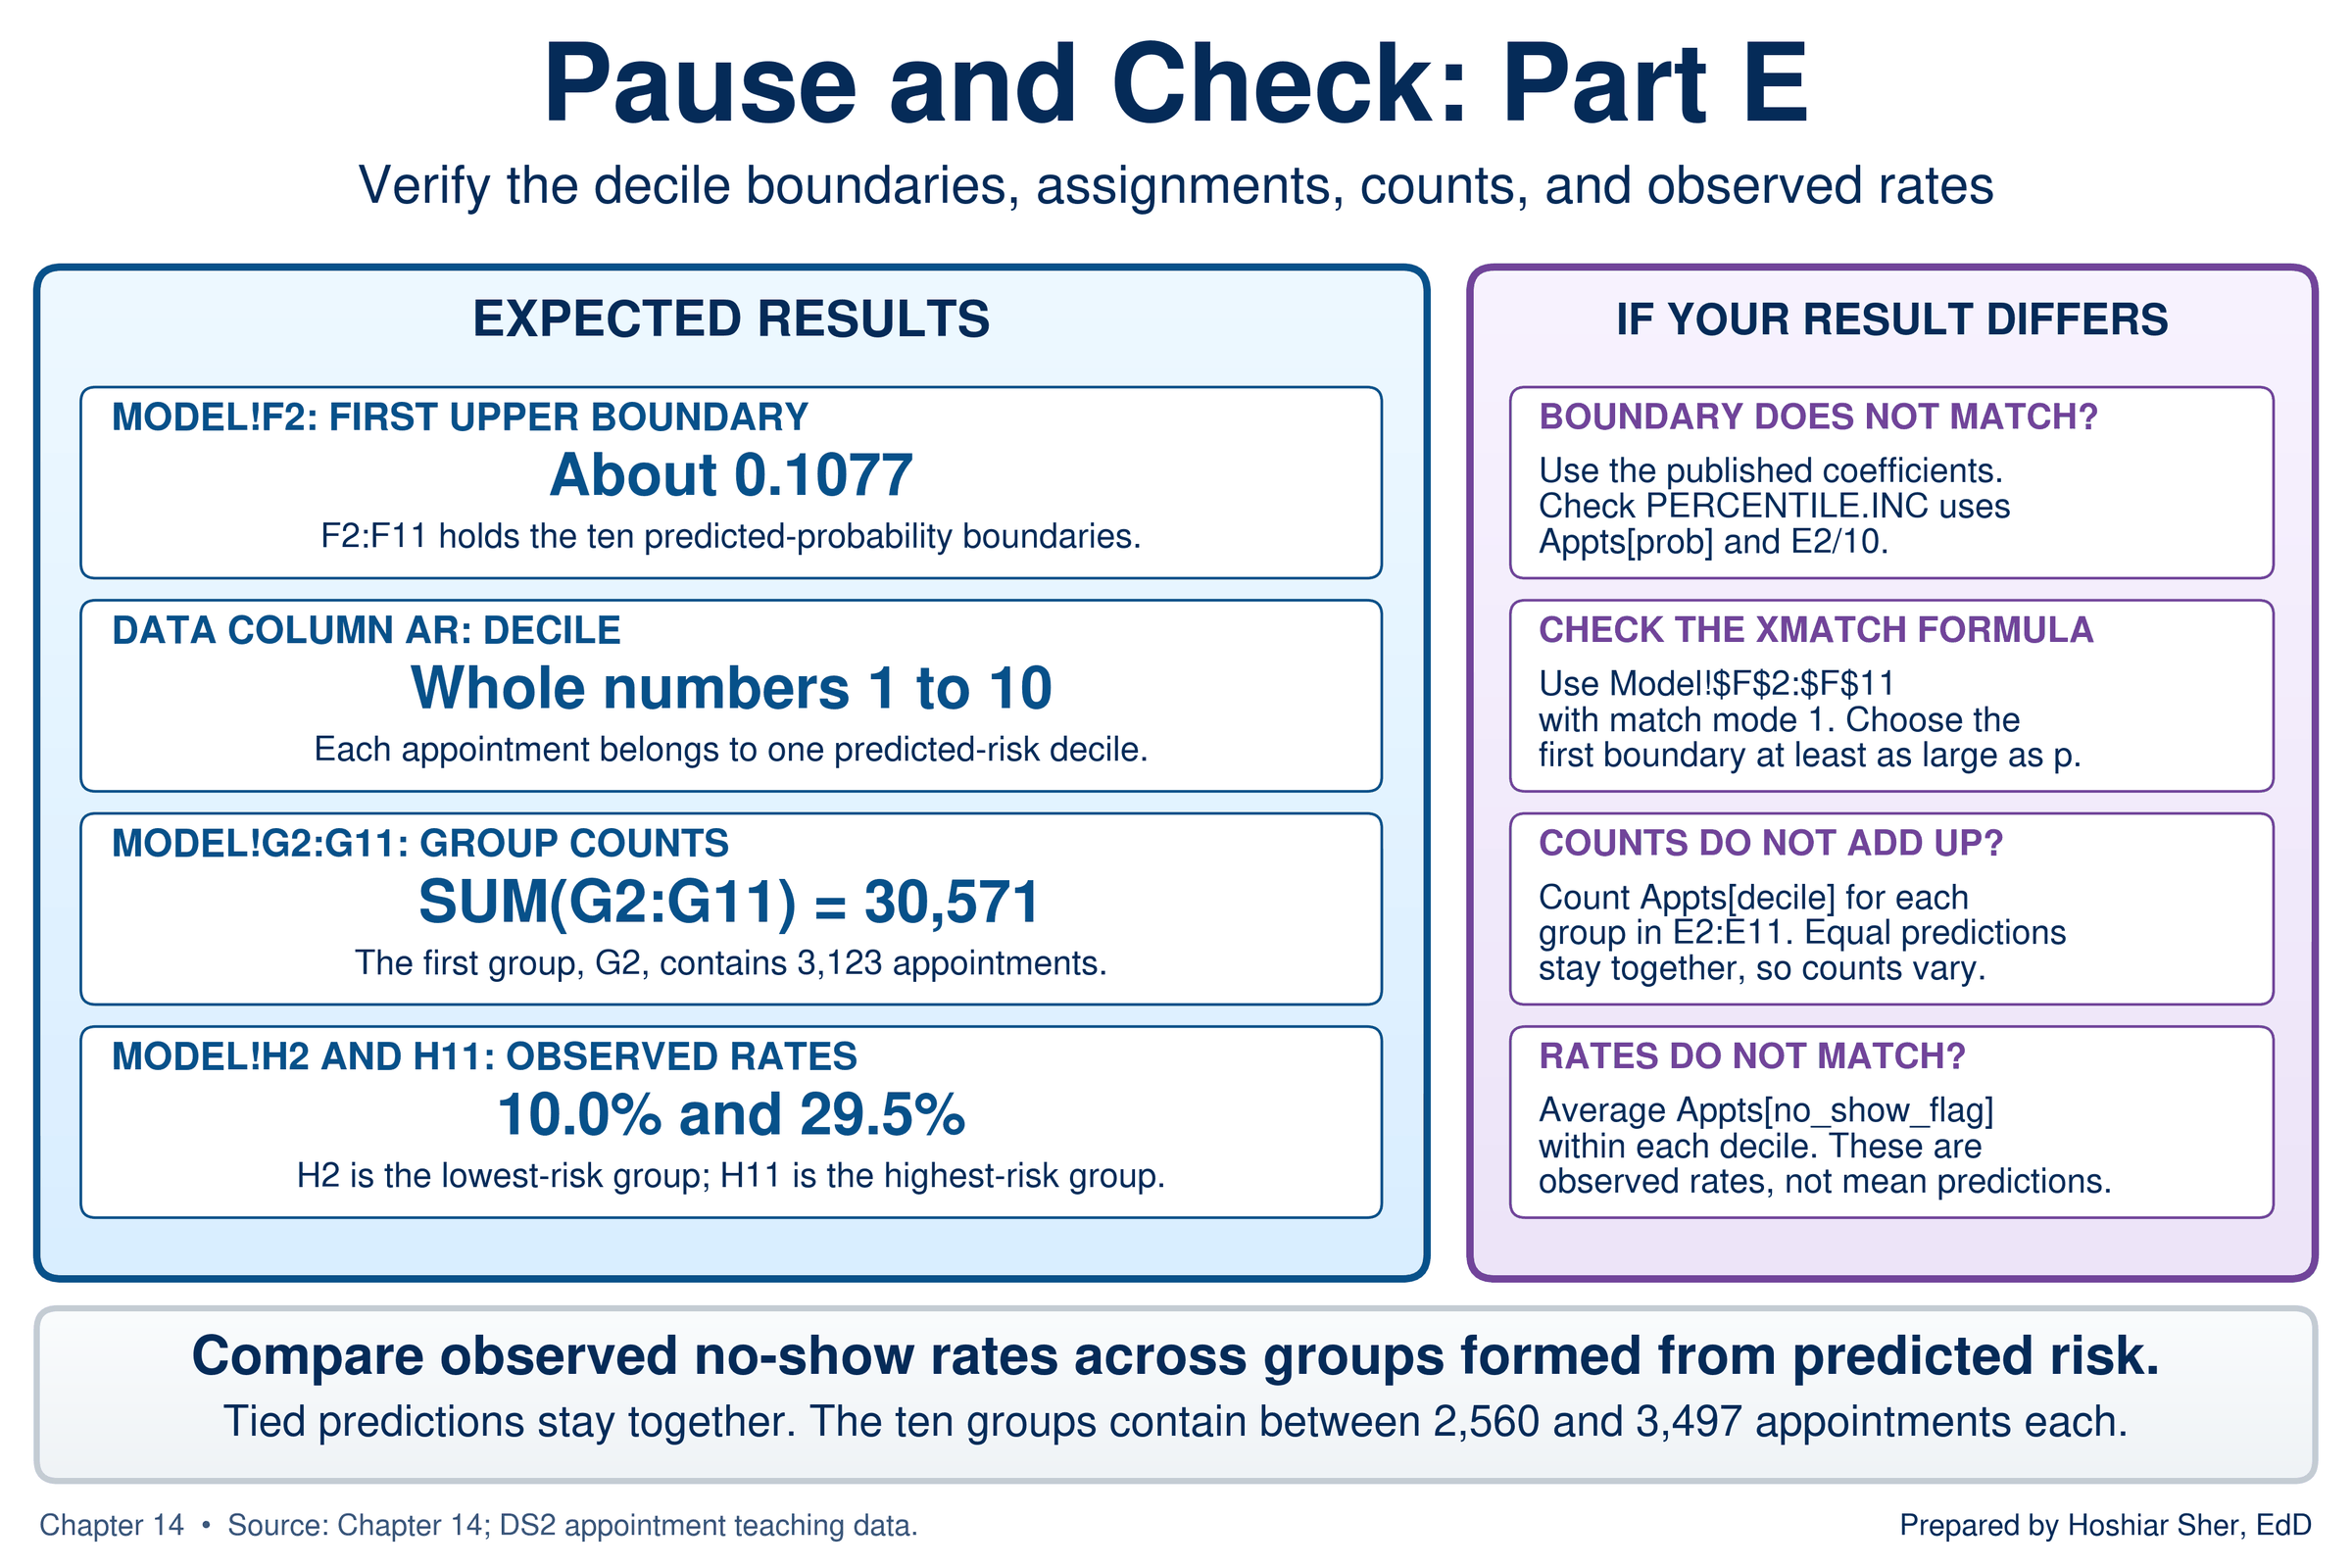 Pause and Check: Part E
Verify the decile boundaries, assignments, counts, and observed rates
EXPECTED RESULTS
MODEL!F2: FIRST UPPER BOUNDARY
About 0.1077
F2:F11 holds the ten predicted-probability boundaries.
DATA COLUMN AR: DECILE
Whole numbers 1 to 10
Each appointment belongs to one predicted-risk decile.
MODEL!G2:G11: GROUP COUNTS
SUM(G2:G11) = 30,571
The first group, G2, contains 3,123 appointments.
MODEL!H2 AND H11: OBSERVED RATES
10.0% and 29.5%
H2 is the lowest-risk group; H11 is the highest-risk group.
IF YOUR RESULT DIFFERS
BOUNDARY DOES NOT MATCH?
Use the published coefficients.
Check PERCENTILE.INC uses
Appts[prob] and E2/10.
CHECK THE XMATCH FORMULA
Use Model!$F$2:$F$11
with match mode 1. Choose the
first boundary at least as large as p.
COUNTS DO NOT ADD UP?
Count Appts[decile] for each
group in E2:E11. Equal predictions
stay together, so counts vary.
RATES DO NOT MATCH?
Average Appts[no_show_flag]
within each decile. These are
observed rates, not mean predictions.
Compare observed no-show rates across groups formed from predicted risk.
Tied predictions stay together. The ten groups contain between 2,560 and 3,497 appointments each.
Chapter 14 • Source: Chapter 14; DS2 appointment teaching data.
Prepared by Hoshiar Sher, EdD